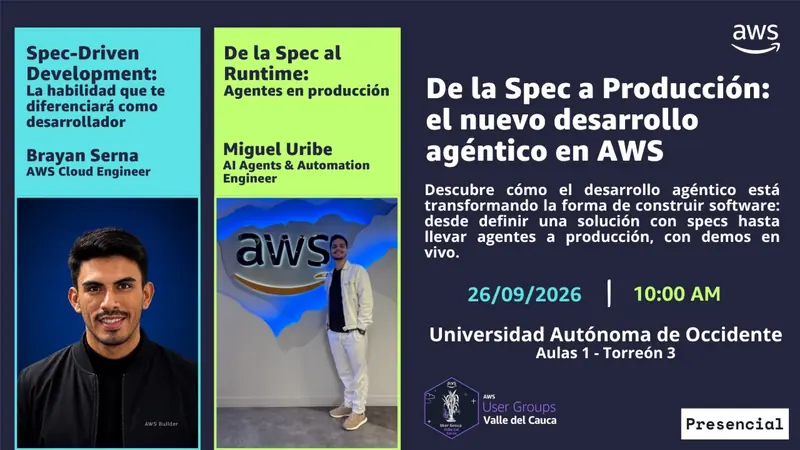 Spec-Driven
Development:
La habilidad que te
diferenciará como
desarrollador
Brayan Serna
AWS Cloud Engineer
AWS Builder
De la Spec al
Runtime:
Agentes en producción
Miguel Uribe
AI Agents & Automation
Engineer
aws
aws
De la Spec a Producción:
el nuevo desarrollo
agéntico en AWS
Descubre cómo el desarrollo agéntico está
transformando la forma de construir software:
desde definir una solución con specs hasta
llevar agentes a producción, con demos en
vivo.
26/09/2026 | 10:00 AM
Universidad Autónoma de Occidente
Aulas 1 - Torreón 3
aws
User Group
AWS
User Groups
Valle del Cauca
Presencial